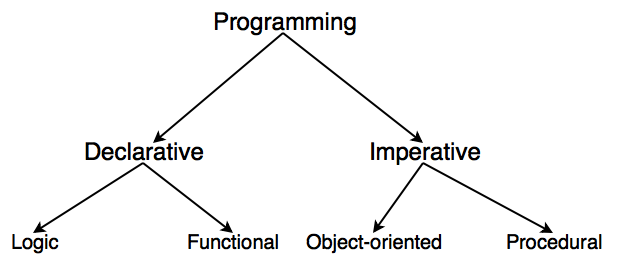 Programming
Declarative
Imperative
Logic
Functional
Object-oriented
Procedural